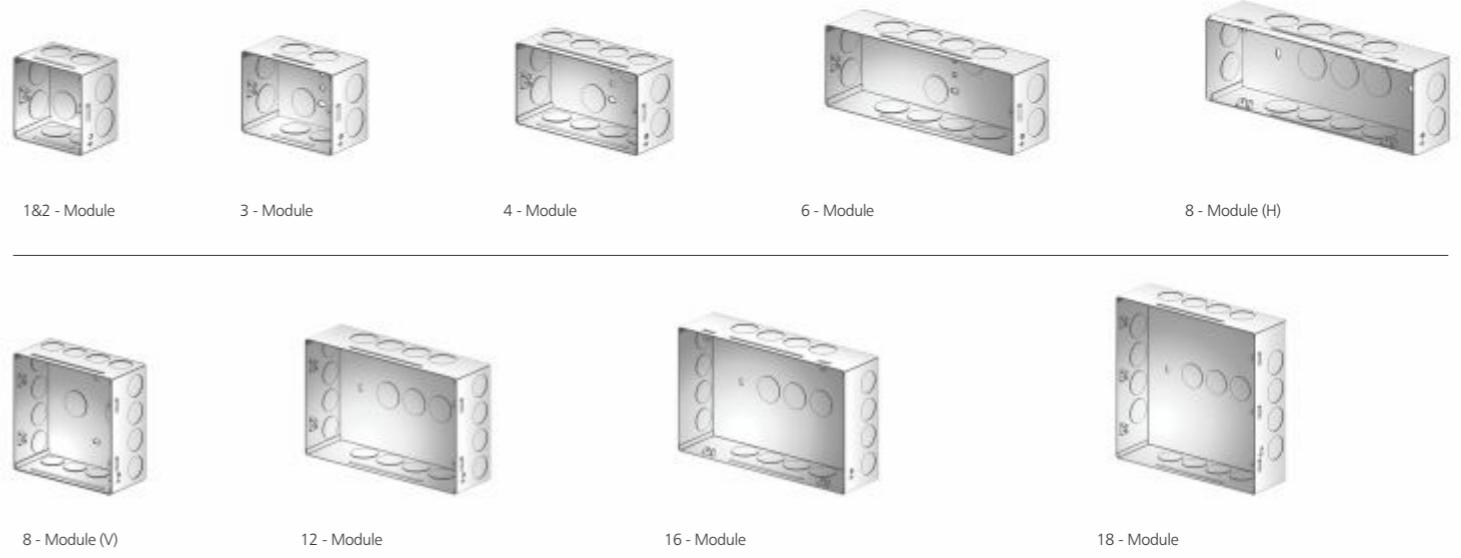 1&2 - Module
3 - Module
4 - Module
6 - Module
8 - Module (H)
8 - Module (V)
12 - Module
16 - Module
18 - Module